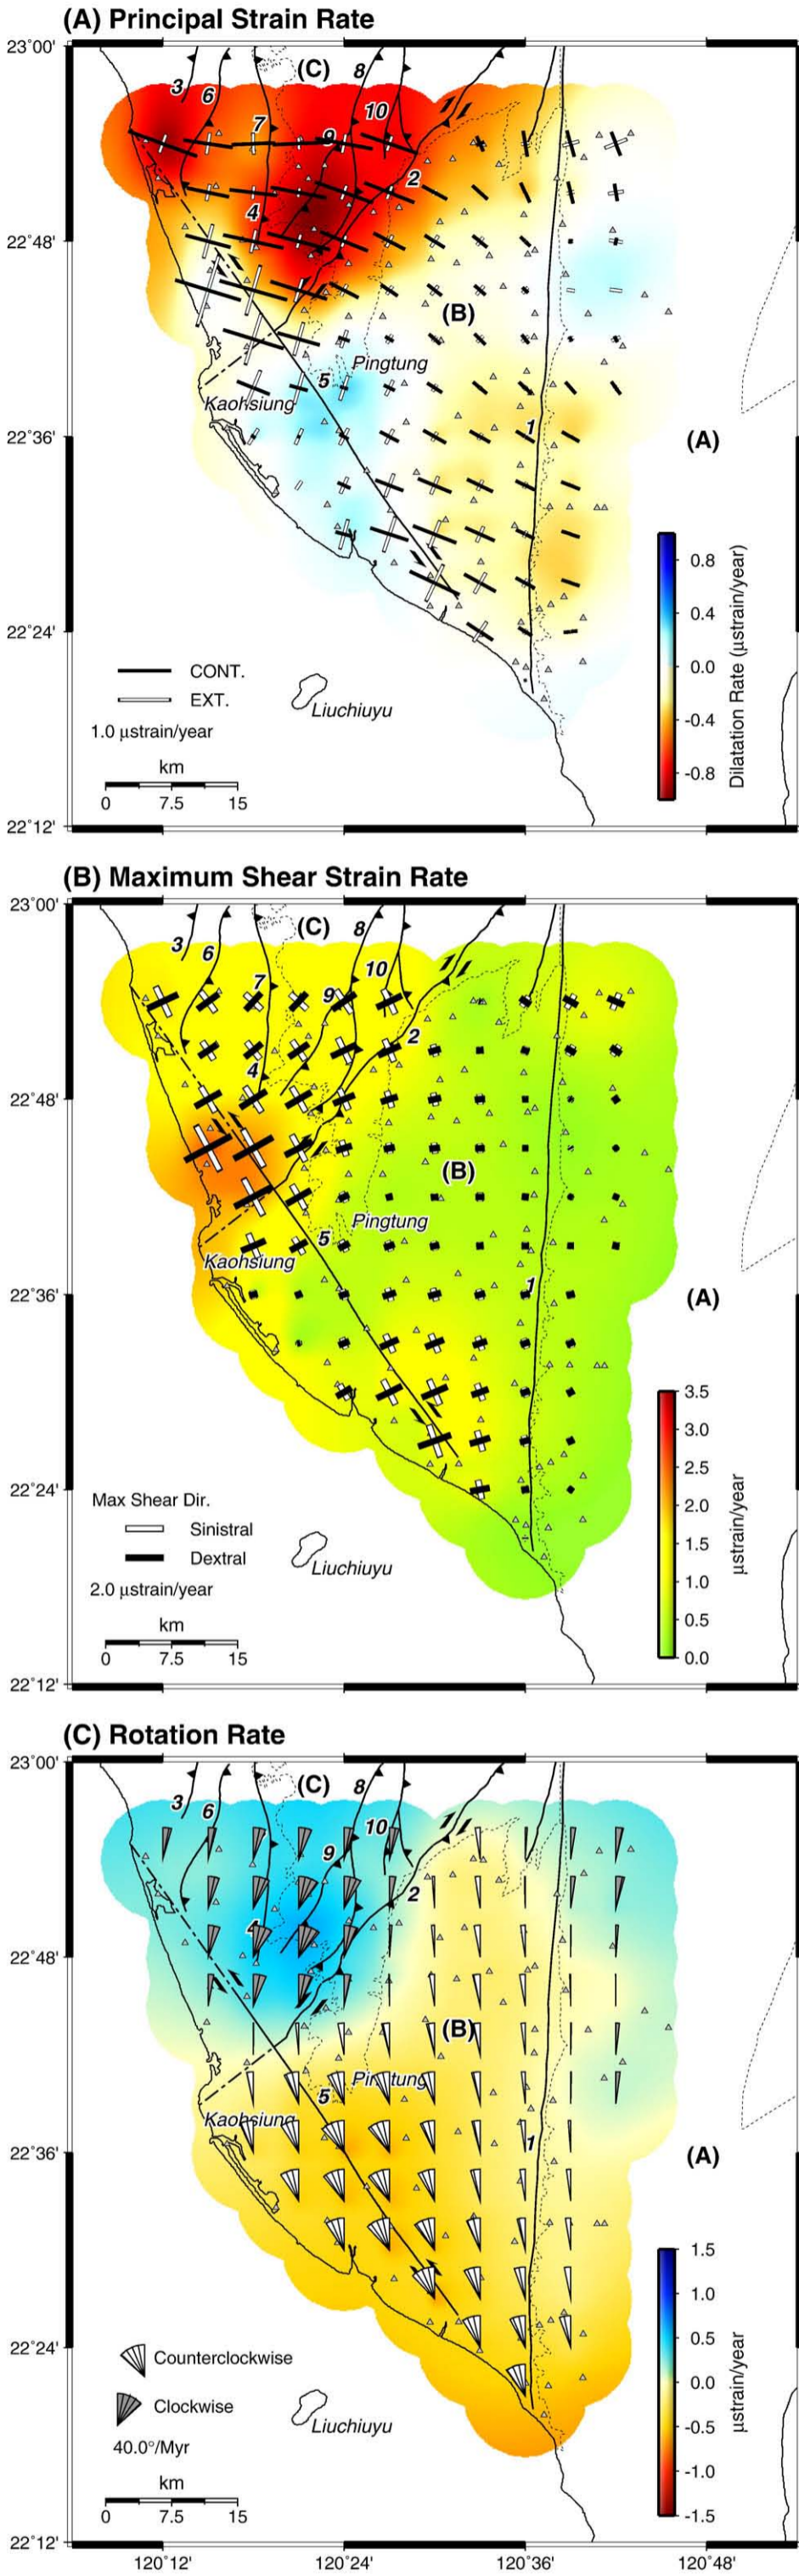 (A) Principal Strain Rate
23°00'
(C)
3
6
7
8
9
10
1
2
4
22°48'
(B)
5
Pingtung
Kaohsiung
22°36'
1
(A)
0.8
0.4
0.0
-0.4
-0.8
Dilatation Rate (μstrain/year)
22°24'
CONT.
EXT.
1.0 μstrain/year
Liuchiuyu
km
0 7.5 15
22°12'
(B) Maximum Shear Strain Rate
23°00'
(C)
3
6
7
8
9
10
1
2
4
22°48'
(B)
5
Pingtung
Kaohsiung
22°36'
1
(A)
3.5
3.0
2.5
2.0
1.5
1.0
0.5
0.0
μstrain/year
22°24'
Max Shear Dir.
Sinistral
Dextral
2.0 μstrain/year
Liuchiuyu
km
0 7.5 15
22°12'
(C) Rotation Rate
23°00'
(C)
3
6
7
8
9
10
1
2
4
22°48'
(B)
5
Pingtung
Kaohsiung
22°36'
1
(A)
1.5
1.0
0.5
0.0
-0.5
-1.0
-1.5
μstrain/year
22°24'
Counterclockwise
Clockwise
40.0°/Myr
Liuchiuyu
km
0 7.5 15
22°12'
120°12' 120°24' 120°36' 120°48'